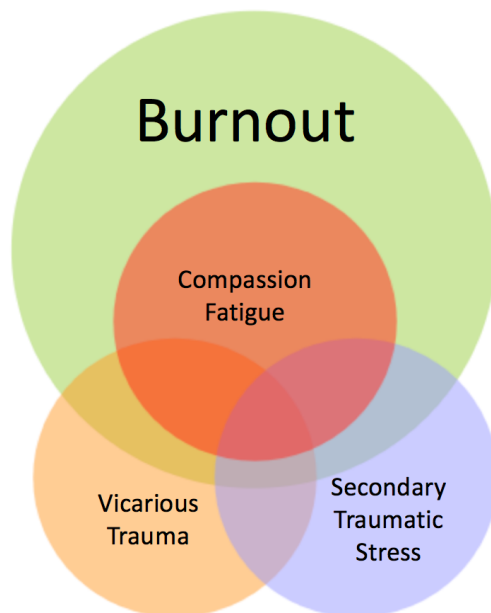 Burnout
Compassion
Fatigue
Vicarious
Trauma
Secondary
Traumatic
Stress